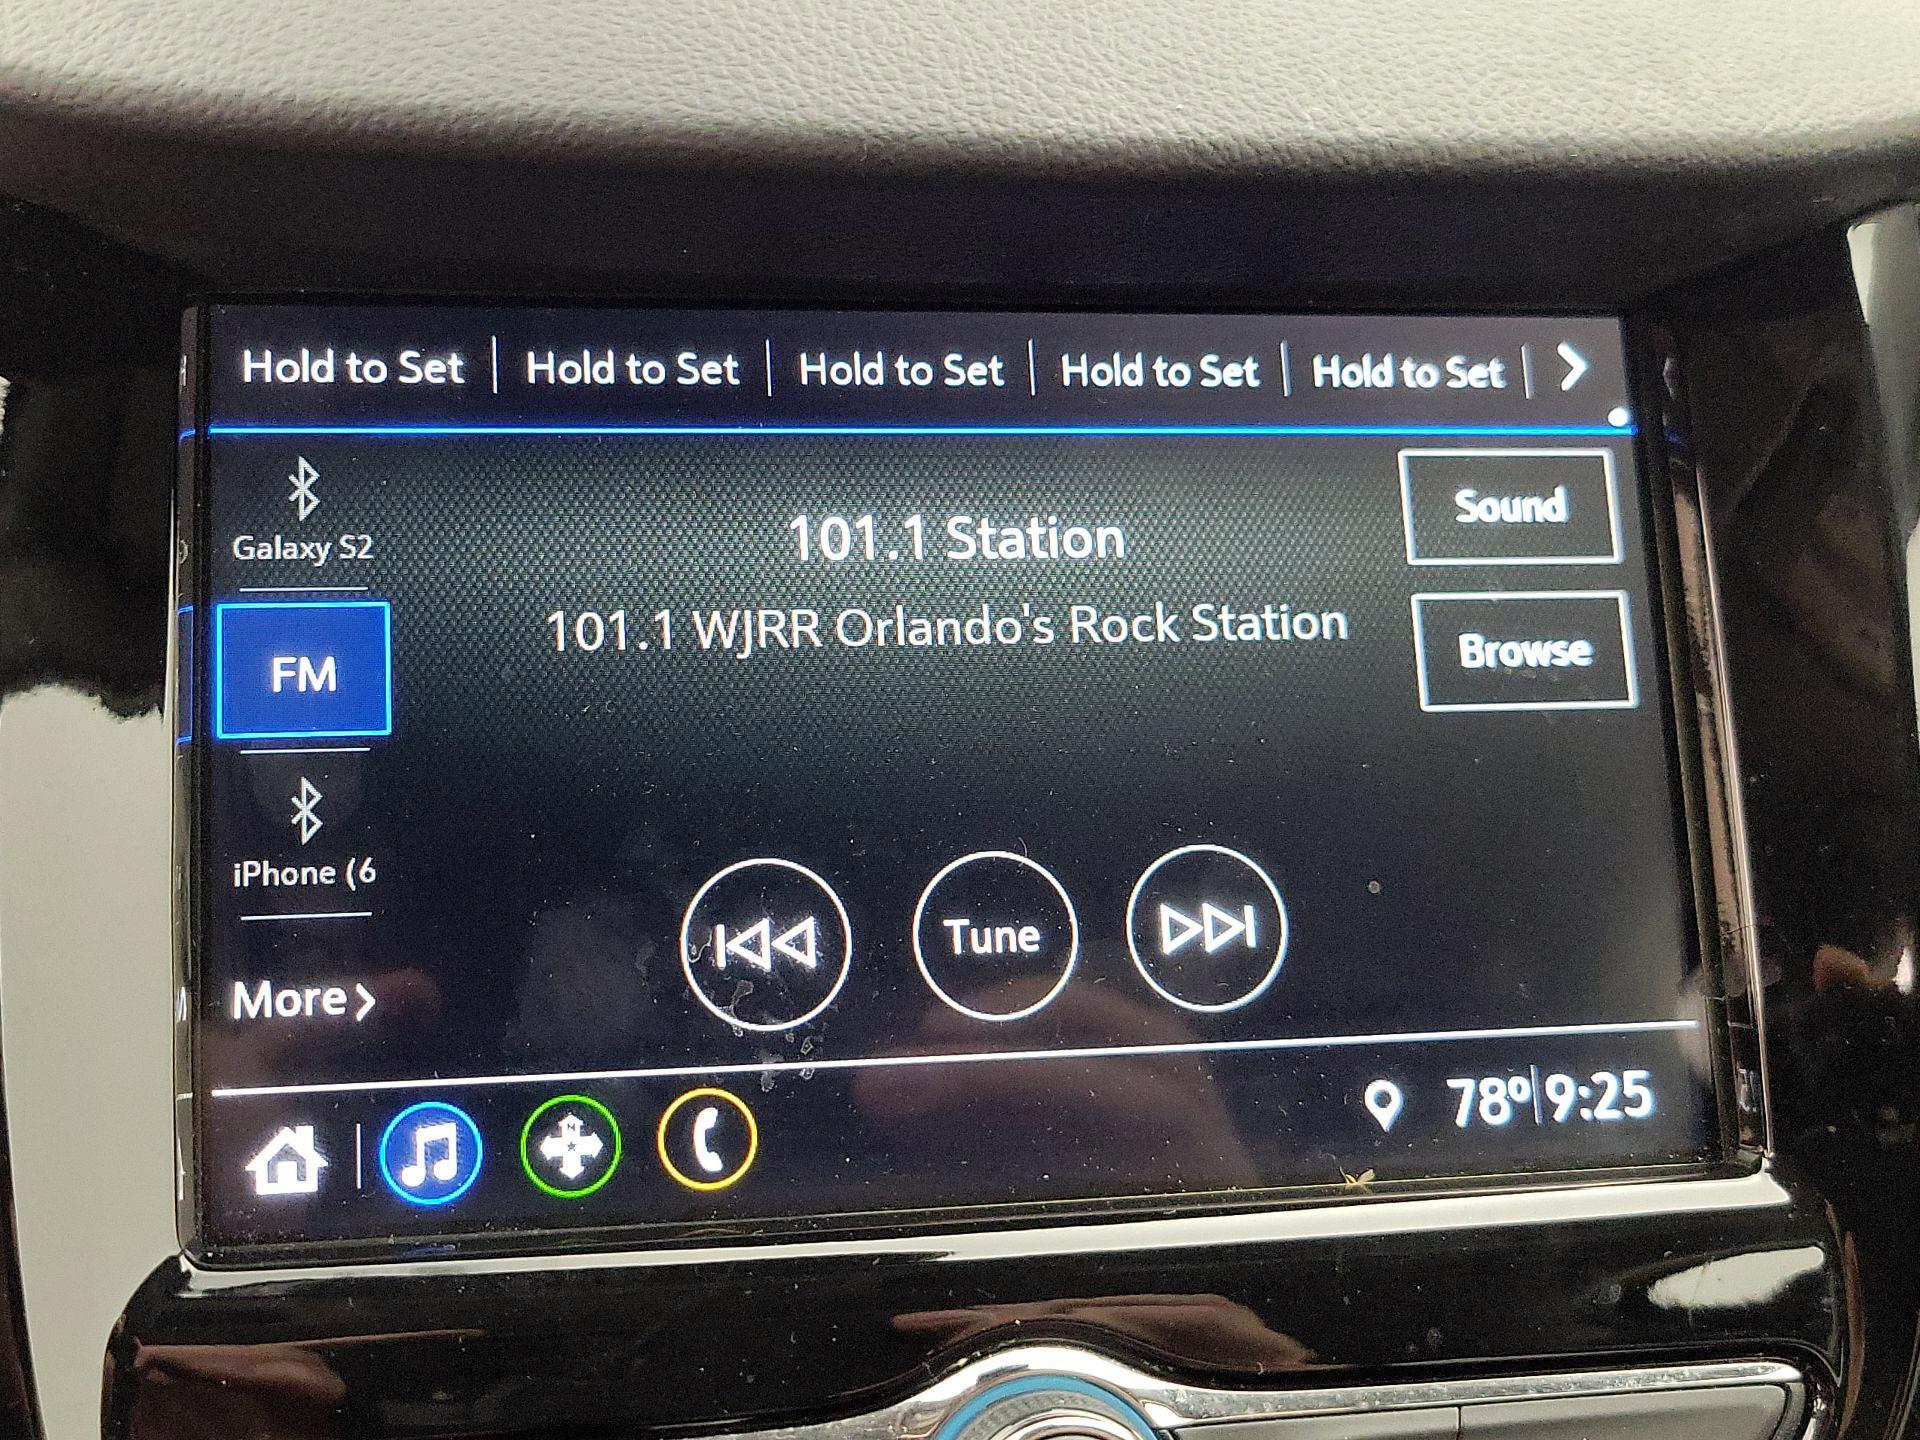 Hold to Set | Hold to Set | Hold to Set | Hold to Set | Hold to Set
Galaxy S2
101.1 Station
Sound
101.1 WJRR Orlando's Rock Station
FM
Browse
iPhone (6
Tune
More
78° 9:25